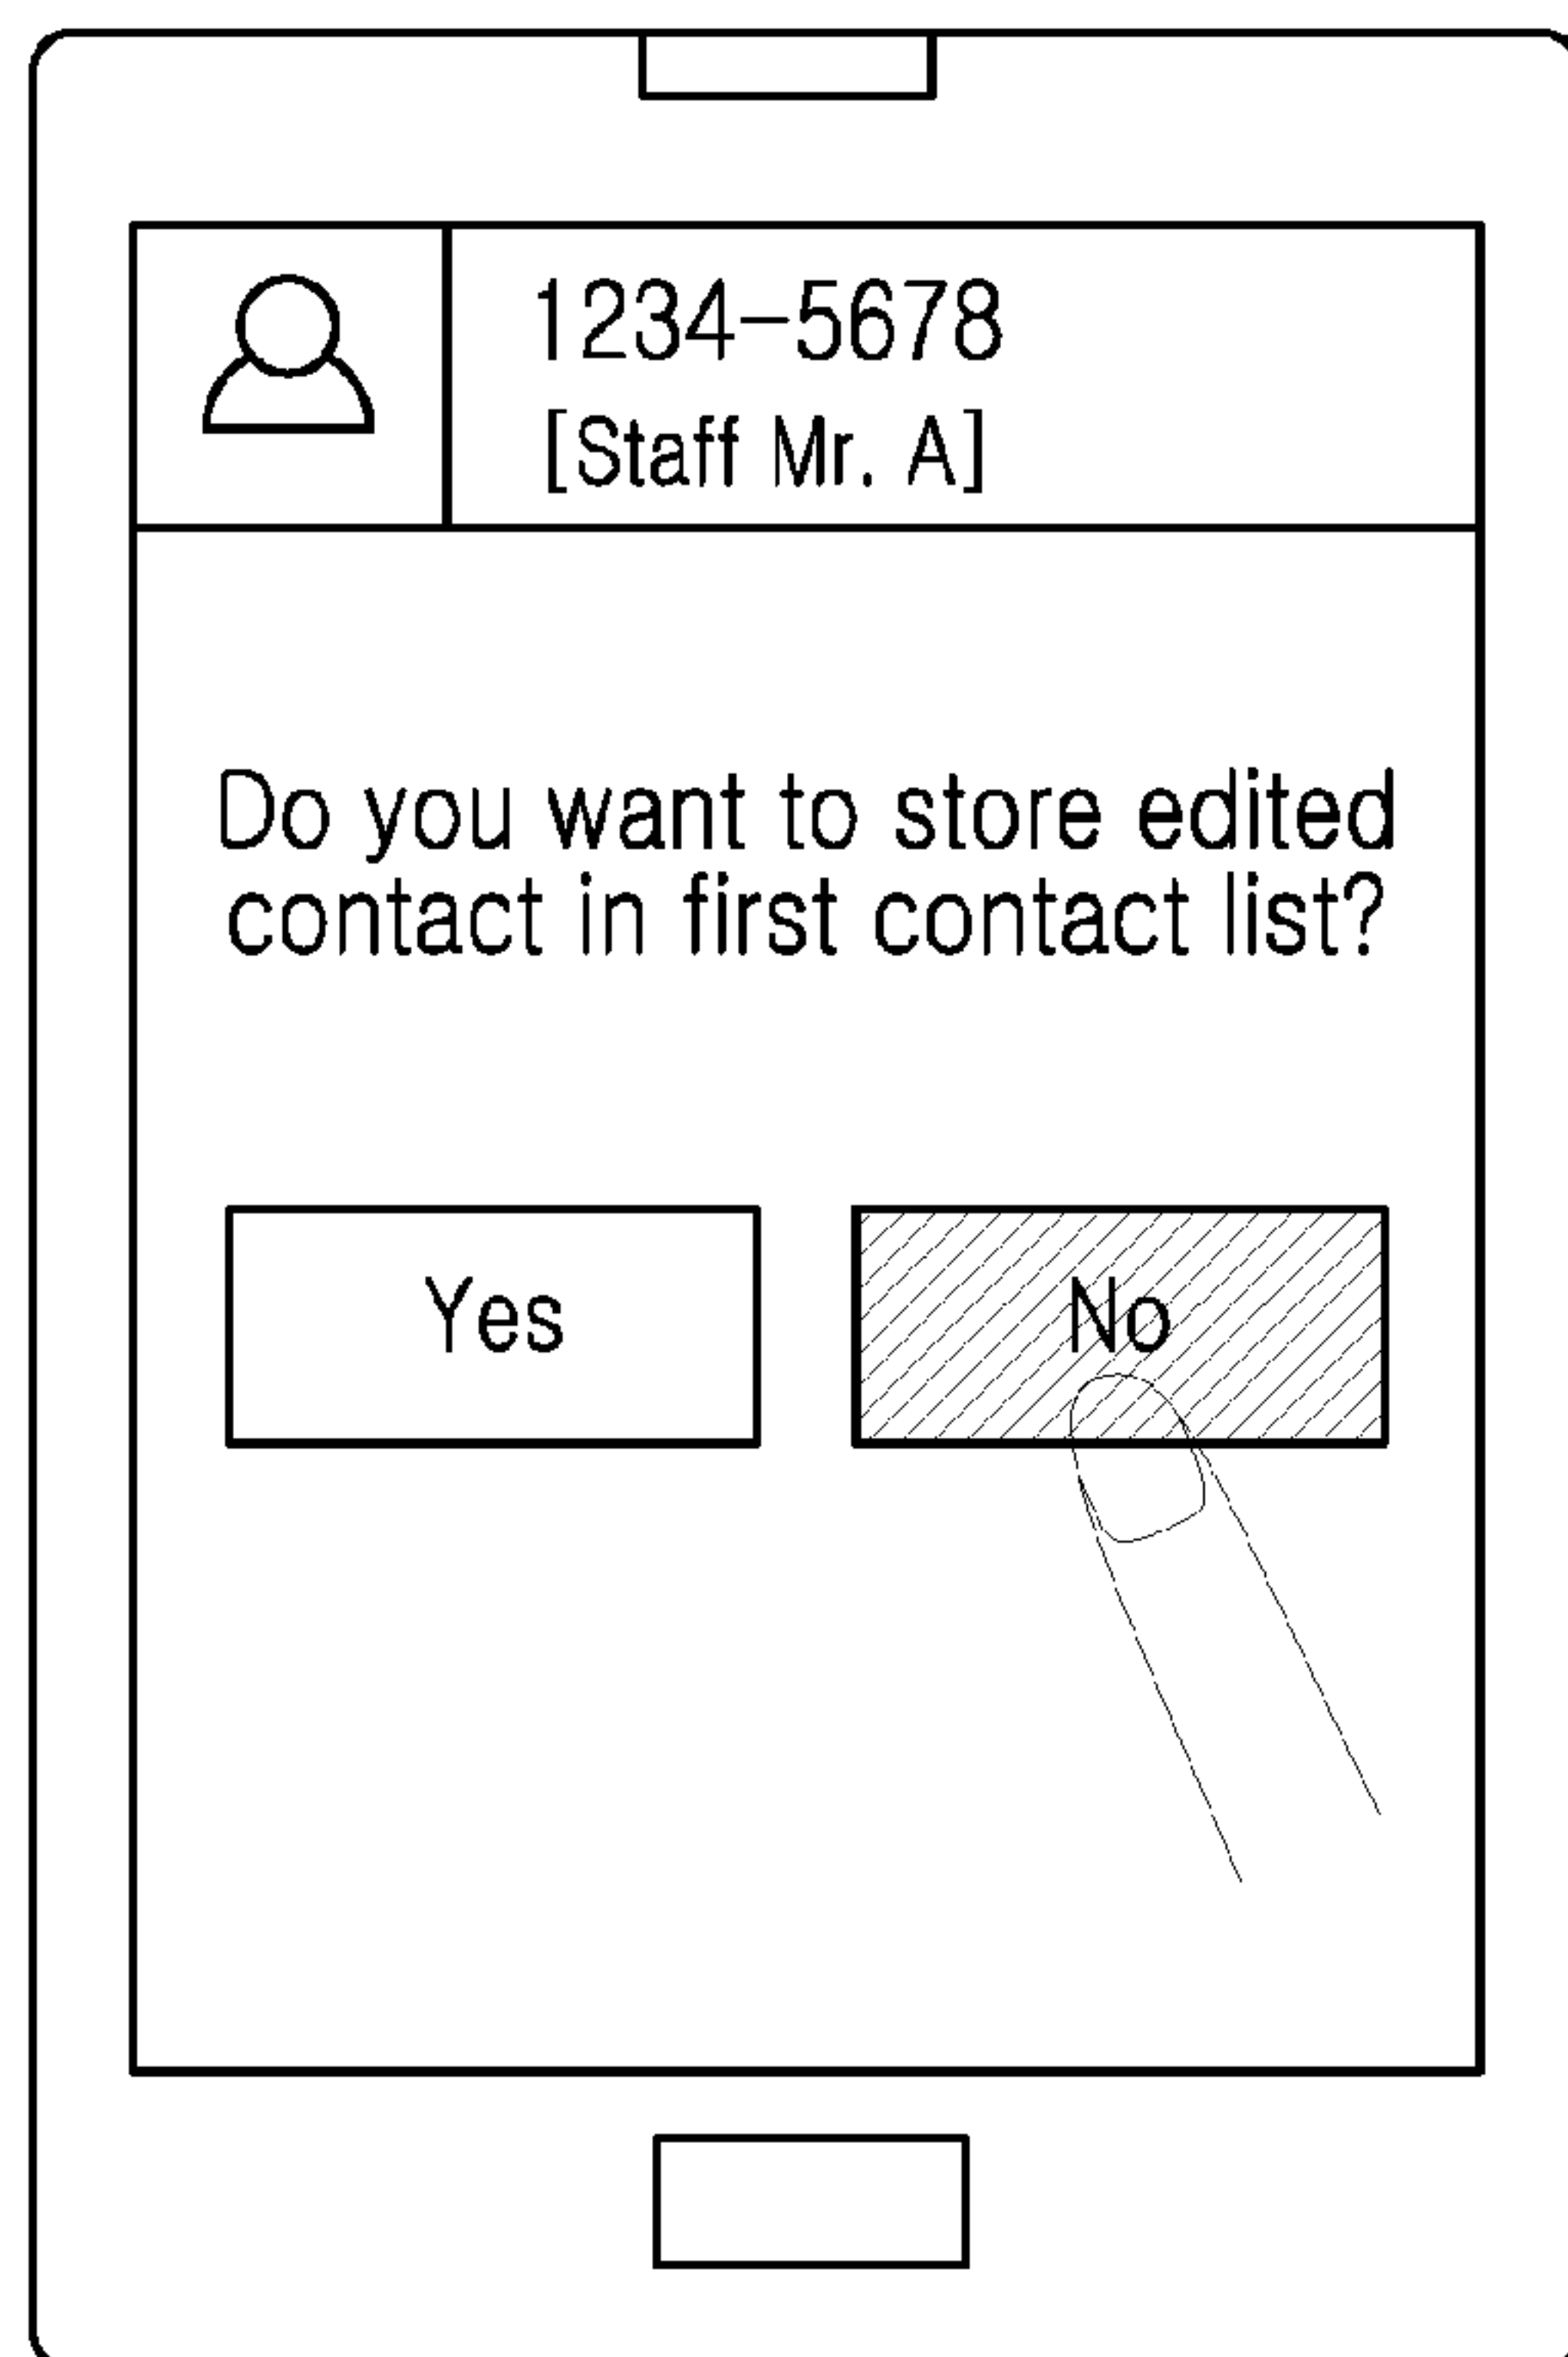 1234-5678
[Staff Mr. A]
Do you want to store edited
contact in first contact list?
Yes
No